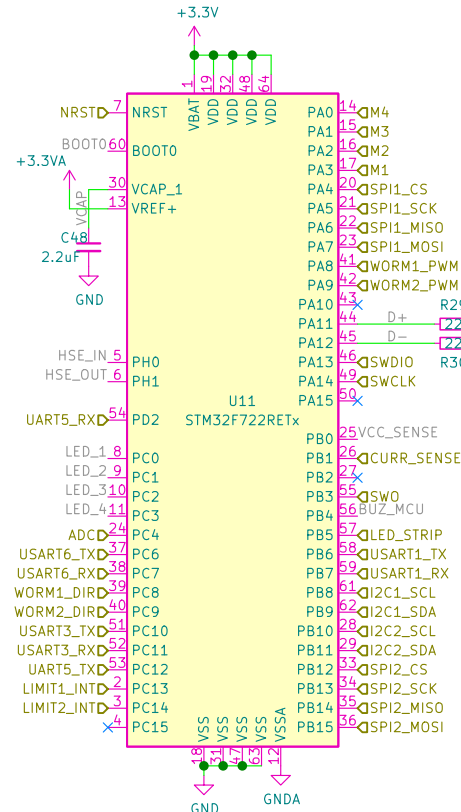 +3.3V
1 19 32 48 64
VBAT VDD VDD VDD VDD
NRST 7 NRST PA0 14 M4
PA1 15 M3
BOOT0 60 BOOT0 PA2 16 M2
+3.3VA PA3 17 M1
30 VCAP_1 PA4 20 SPI1_CS
VCAP 13 VREF+ PA5 21 SPI1_SCK
PA6 22 SPI1_MISO
C48 PA7 23 SPI1_MOSI
2.2uF PA8 41 WORM1_PWM
PA9 42 WORM2_PWM
GND PA10 43
PA11 44 D+ 22
PA12 45 D- 22
HSE_IN 5 PH0 PA13 46 SWDIO
HSE_OUT 6 PH1 PA14 49 SWCLK
U11 PA15 50
UART5_RX 54 PD2 STM32F722RETx
PB0 25 VCC_SENSE
LED_1 8 PC0 PB1 26 CURR_SENSE
LED_2 9 PC1 PB2 27
LED_3 10 PC2 PB3 55 SWO
LED_4 11 PC3 PB4 56 BUZ_MCU
ADC 24 PC4 PB5 57 LED_STRIP
USART6_TX 37 PC6 PB6 58 USART1_TX
USART6_RX 38 PC7 PB7 59 USART1_RX
WORM1_DIR 39 PC8 PB8 61 I2C1_SCL
WORM2_DIR 40 PC9 PB9 62 I2C1_SDA
USART3_TX 51 PC10 PB10 28 I2C2_SCL
USART3_RX 52 PC11 PB11 29 I2C2_SDA
UART5_TX 53 PC12 PB12 33 SPI2_CS
LIMIT1_INT 2 PC13 PB13 34 SPI2_SCK
LIMIT2_INT 3 PC14 PB14 35 SPI2_MISO
4 PC15 PB15 36 SPI2_MOSI
VSS VSS VSS VSS VSSA
18 31 47 63 12
GND GNDA